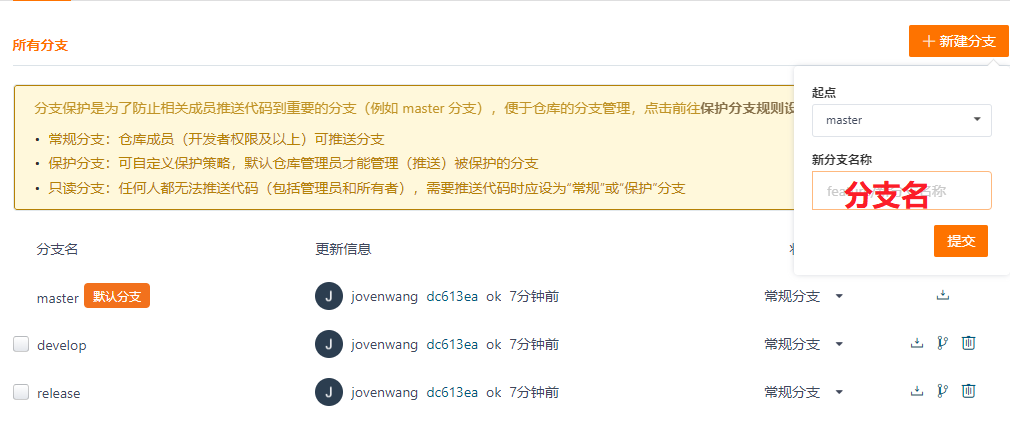 所有分支
+ 新建分支
分支保护是为了防止相关成员推送代码到重要的分支（例如 master 分支），便于仓库的分支管理，点击前往保护分支规则设
• 常规分支：仓库成员（开发者权限及以上）可推送分支
• 保护分支：可自定义保护策略，默认仓库管理员才能管理（推送）被保护的分支
• 只读分支：任何人都无法推送代码（包括管理员和所有者），需要推送代码时应设为“常规”或“保护”分支
起点
master
新分支名称
分支名
提交
分支名 更新信息
master 默认分支 J jovenwang dc613ea ok 7分钟前 常规分支
develop J jovenwang dc613ea ok 7分钟前 常规分支
release J jovenwang dc613ea ok 7分钟前 常规分支